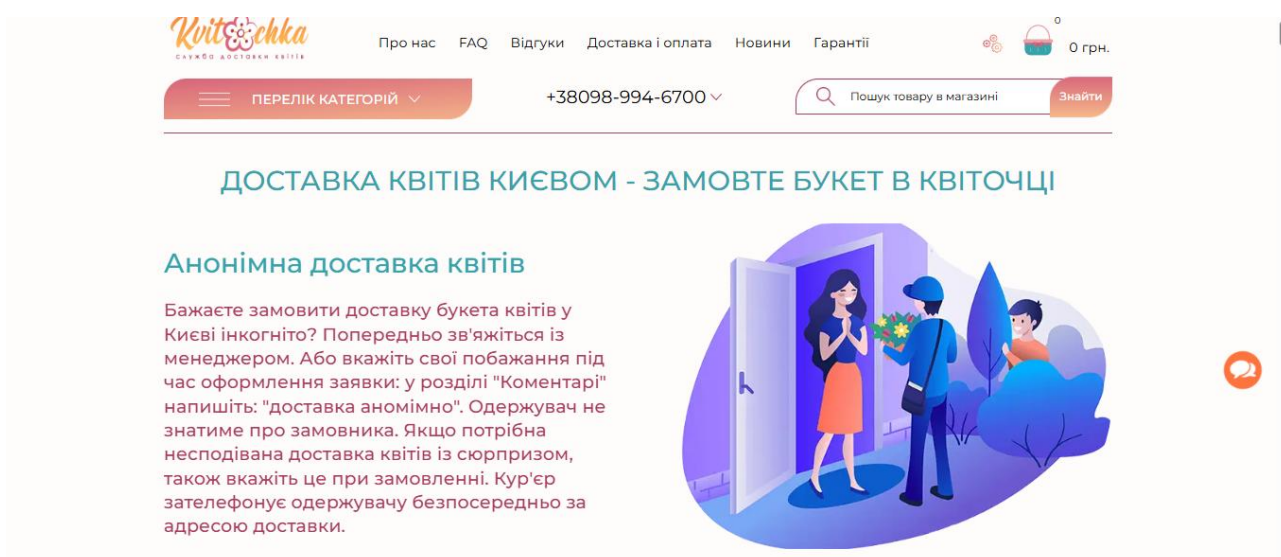 Kvitochka
СЛУЖБА ДОСТАВКИ КВІТІВ
Про нас FAQ Відгуки Доставка і оплата Новини Гарантії
0
0 грн.
ПЕРЕЛІК КАТЕГОРІЙ
+38098-994-6700
Пошук товару в магазині
Знайти
ДОСТАВКА КВІТІВ КИЄВОМ - ЗАМОВТЕ БУКЕТ В КВІТОЧЦІ
Анонімна доставка квітів
Бажаєте замовити доставку букета квітів у
Києві інкогніто? Попередньо зв'яжіться із
менеджером. Або вкажіть свої побажання під
час оформлення заявки: у розділі "Коментарі"
напишіть: "доставка аномімно". Одержувач не
знатиме про замовника. Якщо потрібна
несподівана доставка квітів із сюрпризом,
також вкажіть це при замовленні. Кур'єр
зателефонує одержувачу безпосередньо за
адресою доставки.